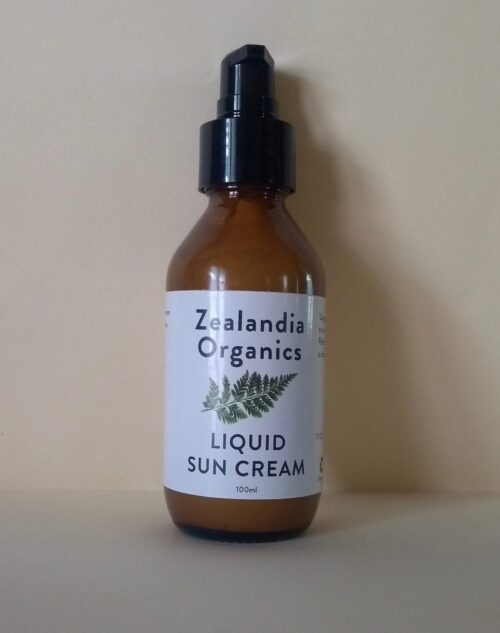 Zealandia
Organics
LIQUID
SUN CREAM
100ml